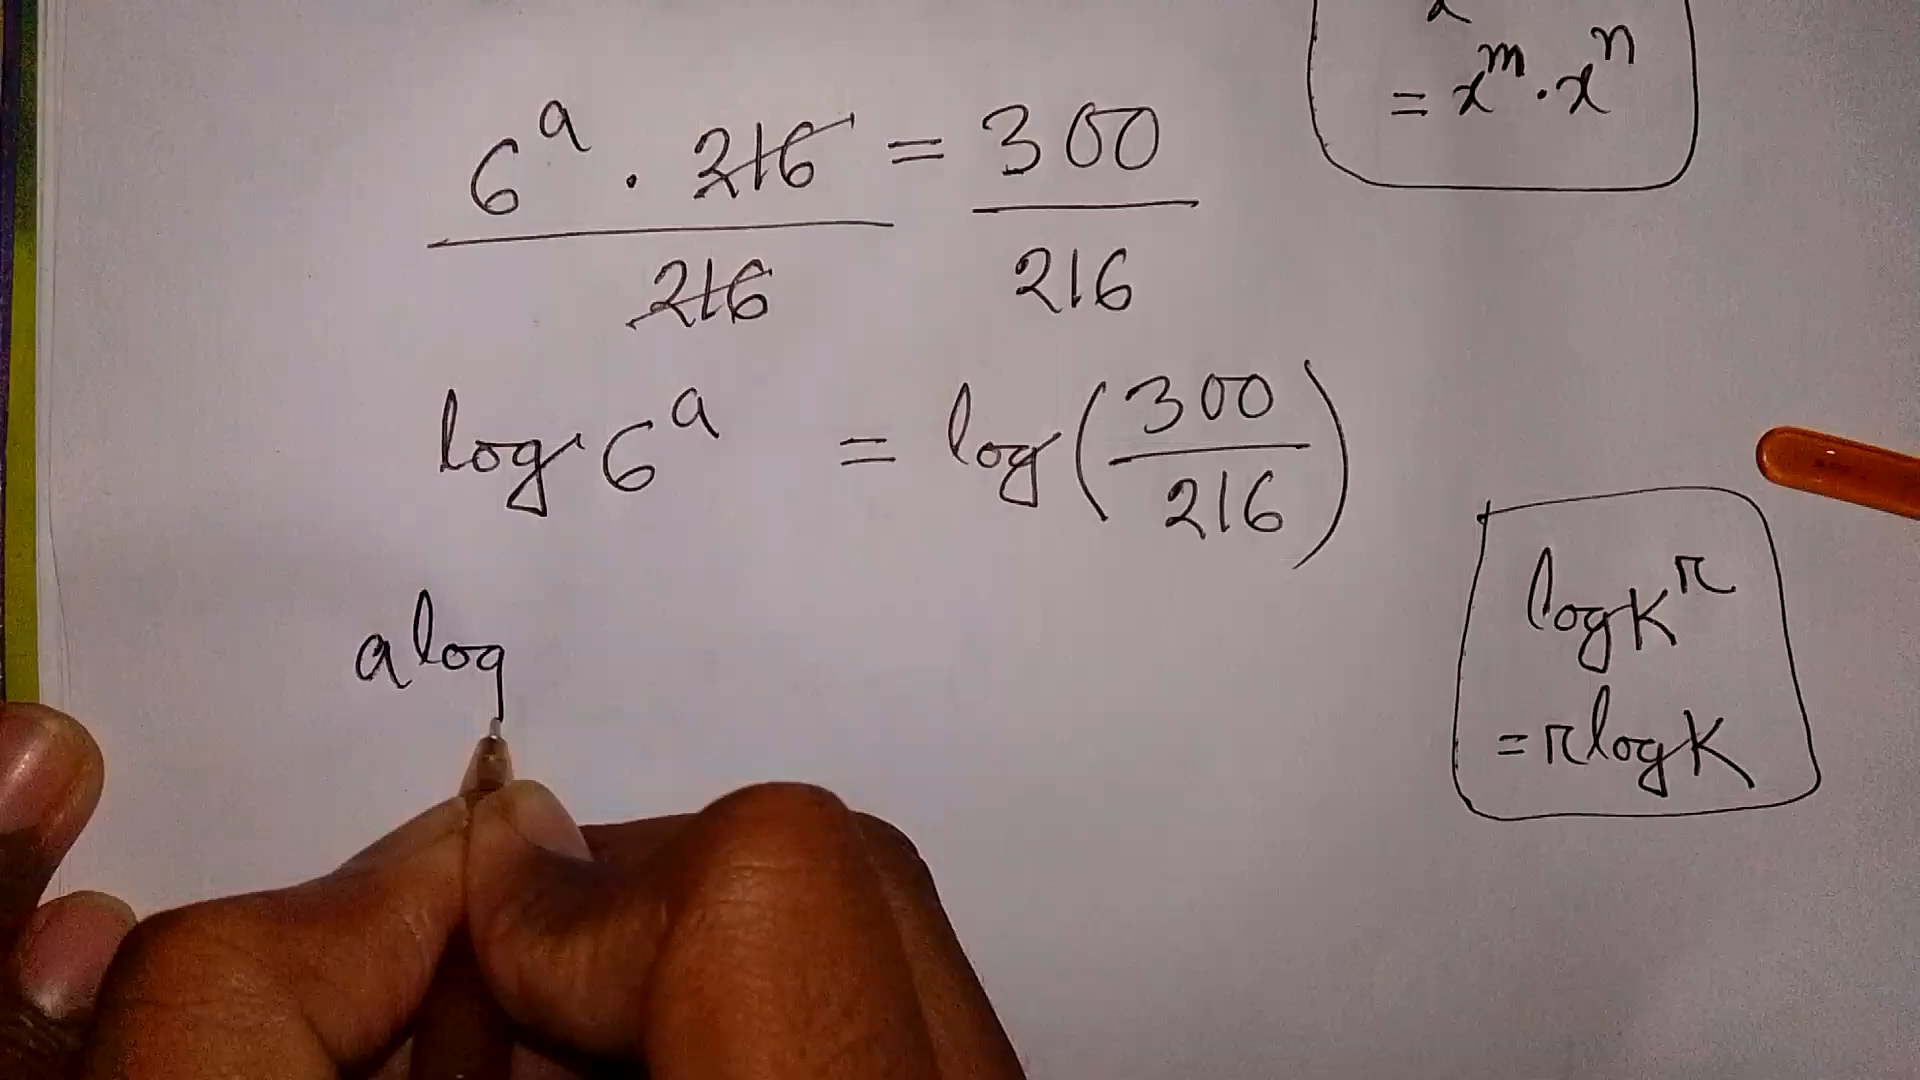 6^a . 216 = 300
216 216
log 6^a = log(300/216)
a log
= x^m . x^n
log K^r
= r log K